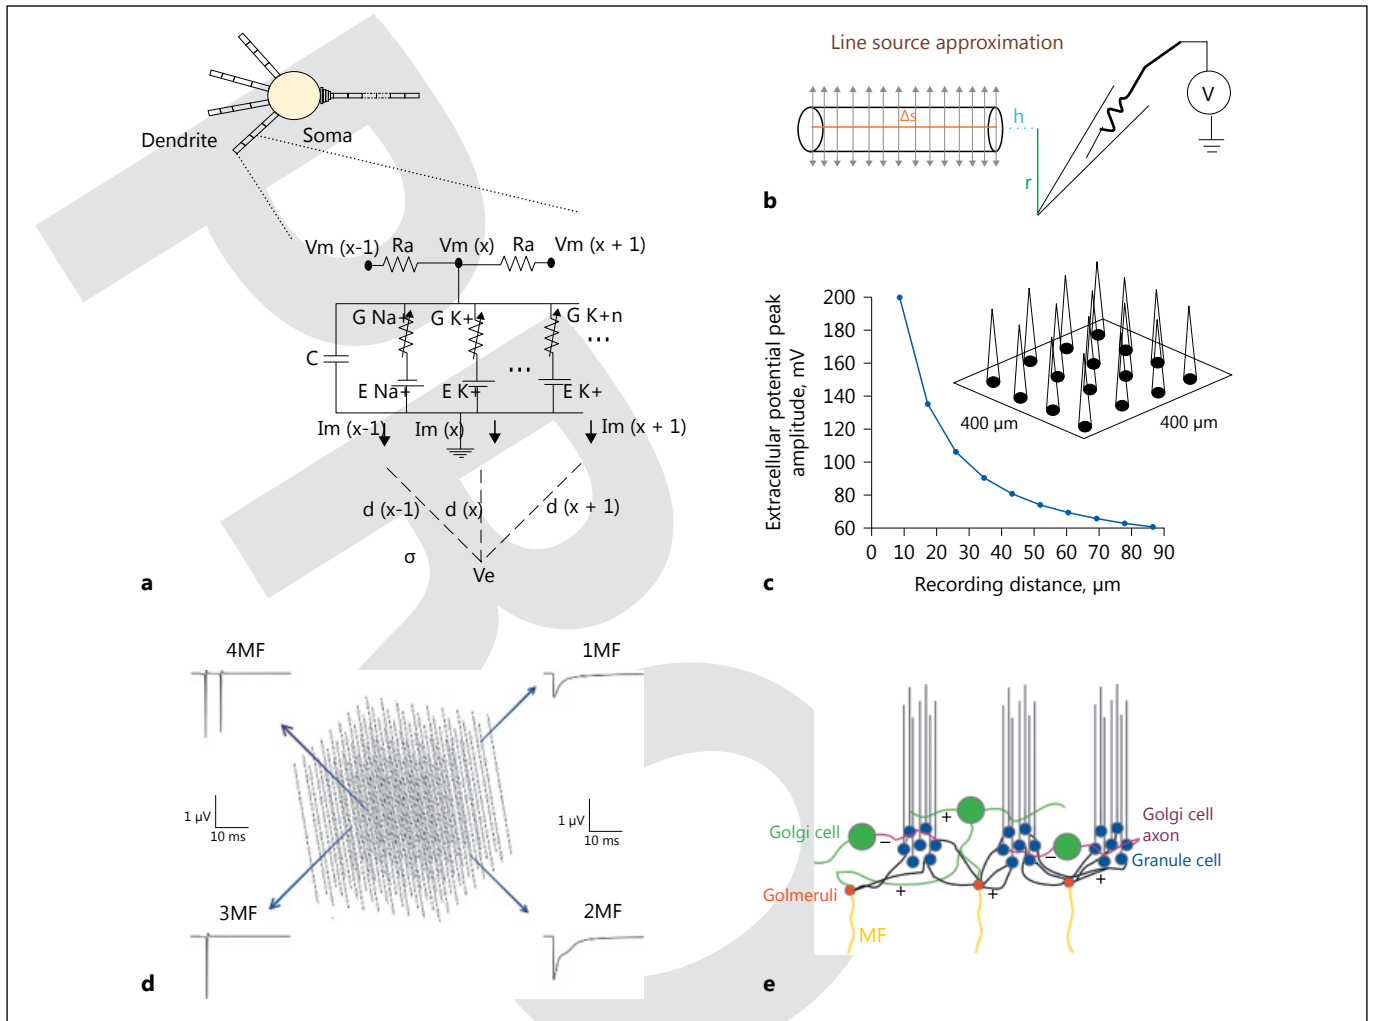 Dendrite
Soma
Vm (x-1)
Ra
Vm (x)
Ra
Vm (x + 1)
G Na+
G K+
G K+n
...
C
...
E Na+
E K+
E K+
Im (x-1)
Im (x)
Im (x + 1)
d (x-1)
d (x)
d (x + 1)
σ
Ve
a
Line source approximation
Δs
h
r
V
b
Extracellular potential peak
amplitude, mV
200
180
160
140
120
100
80
60
0
10
20
30
40
50
60
70
80
90
Recording distance, µm
400 µm
400 µm
c
4MF
1MF
1 µV
10 ms
1 µV
10 ms
3MF
2MF
d
Golgi cell
+
Golgi cell
axon
−
−
Granule cell
Golmeruli
+
+
+
MF
e
PROOF